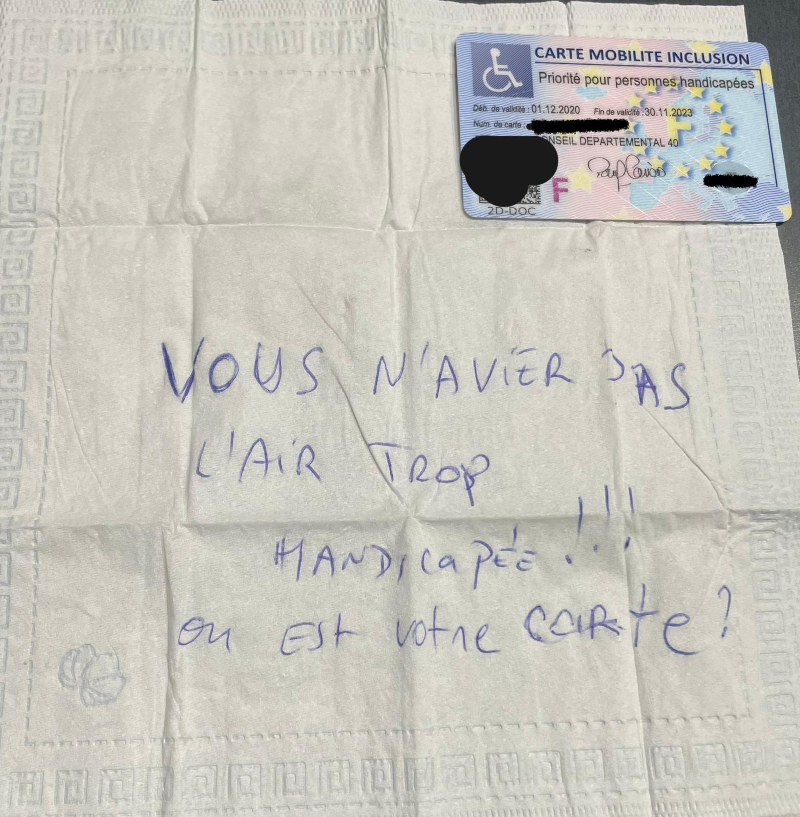 CARTE MOBILITE INCLUSION
Priorité pour personnes handicapées
Déb. de validité : 01.12.2020 Fin de validité : 30.11.2023
Num. de carte :
ONSEIL DEPARTEMENTAL 40
F
F
2D-DOC
VOUS N'AVIER PAS
L'AiR TROP
HANDicaPÉE !!!
ou ESt votre CARte ?